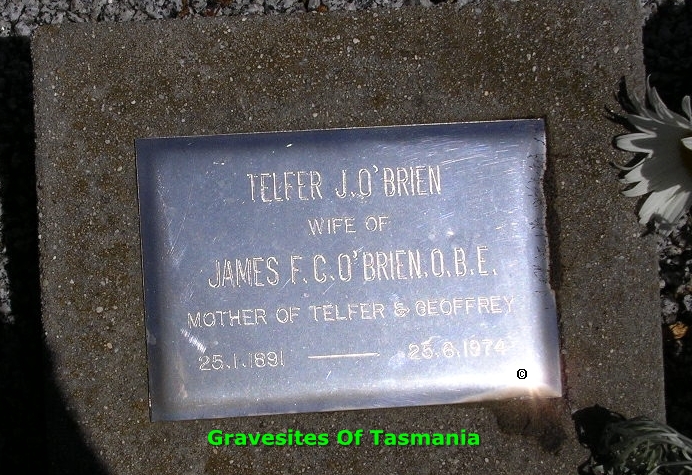 TELFER J. O'BRIEN
WIFE OF
JAMES F. C. O'BRIEN. O. B. E.
MOTHER OF TELFER & GEOFFREY
25.1.1891 — 25.6.1974
©
Gravesites Of Tasmania